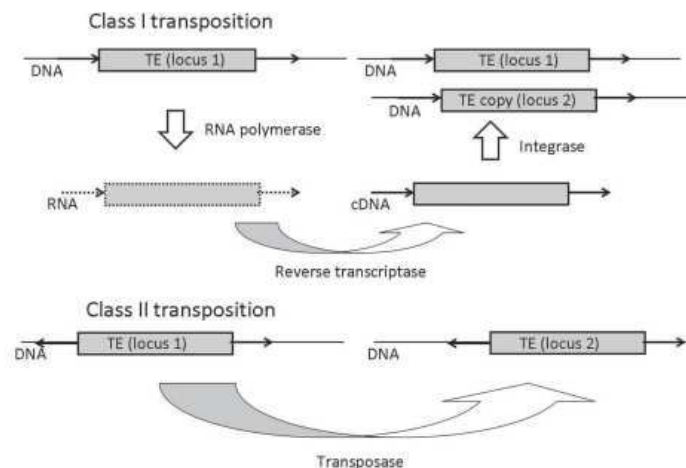 Class I transposition
TE (locus 1)
DNA
TE (locus 1)
DNA
TE copy (locus 2)
DNA
RNA polymerase
Integrase
RNA
cDNA
Reverse transcriptase
Class II transposition
TE (locus 1)
DNA
TE (locus 2)
DNA
Transposase